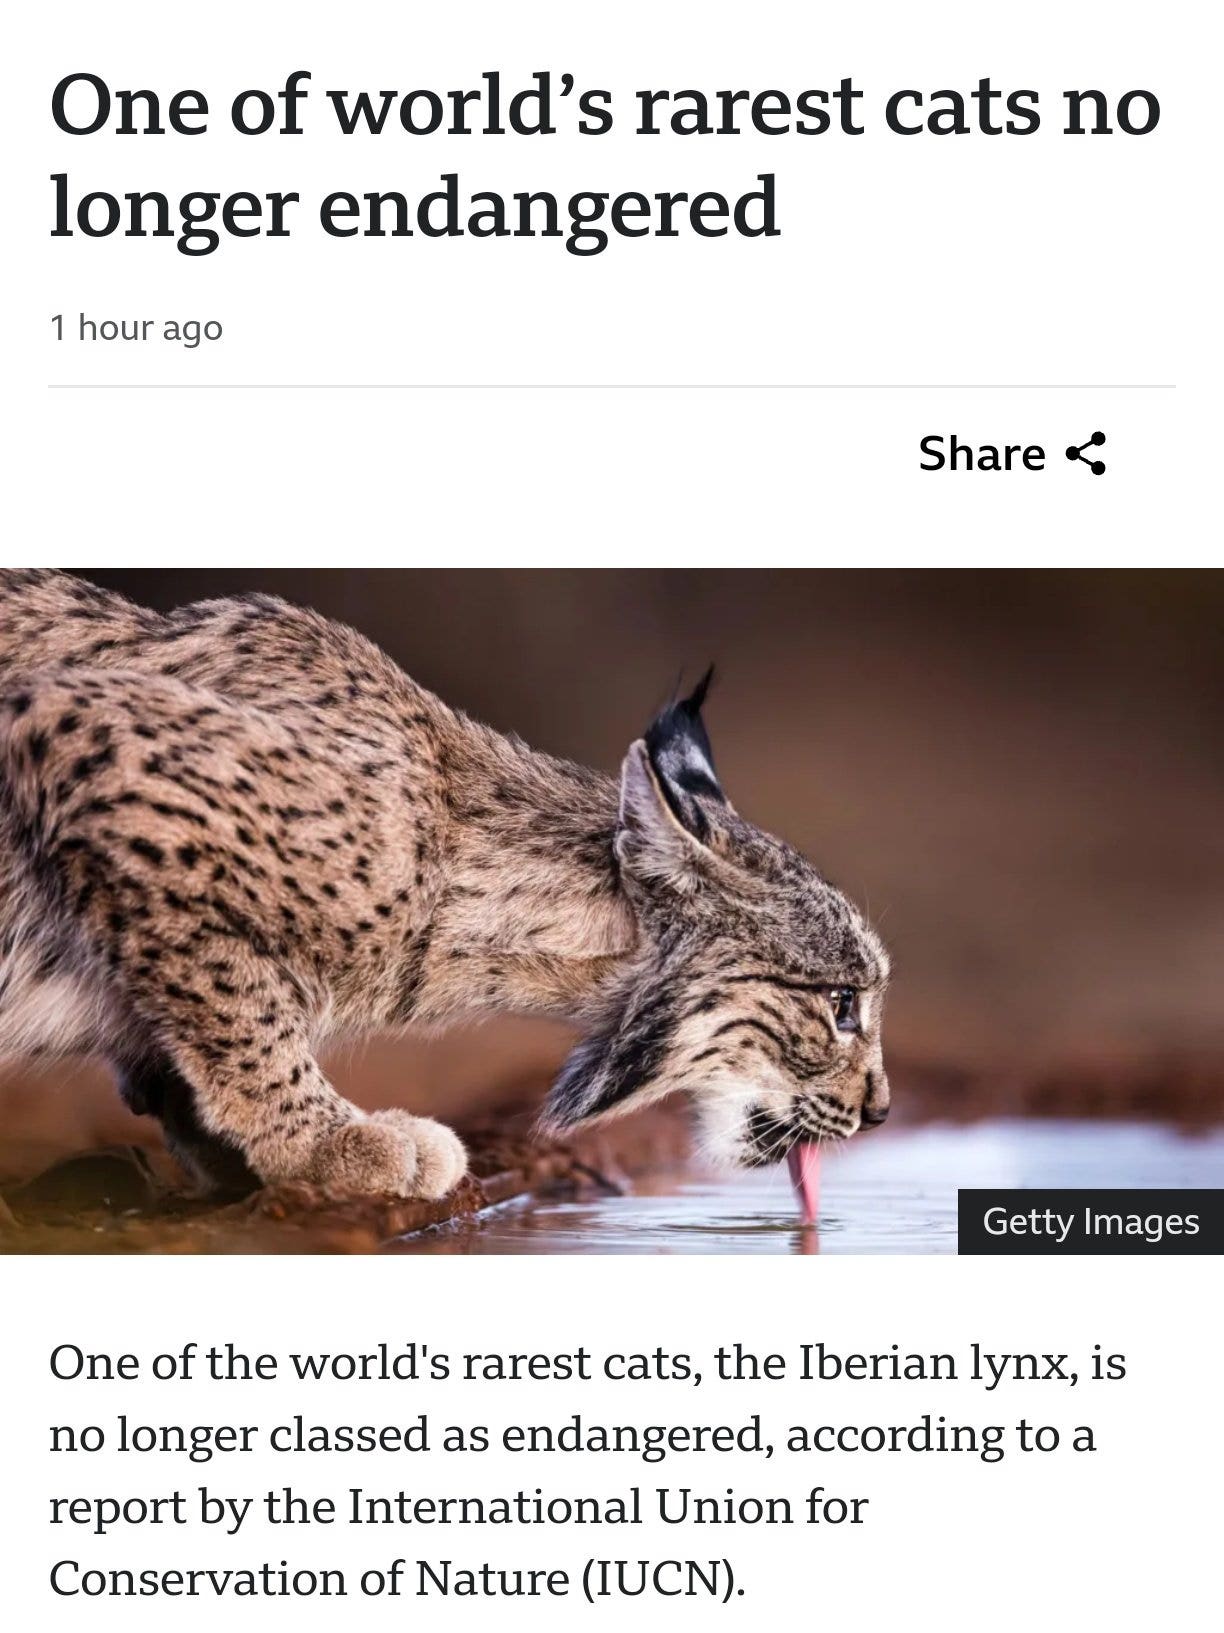 One of world’s rarest cats no
longer endangered
1 hour ago
Share
Getty Images
One of the world's rarest cats, the Iberian lynx, is
no longer classed as endangered, according to a
report by the International Union for
Conservation of Nature (IUCN).